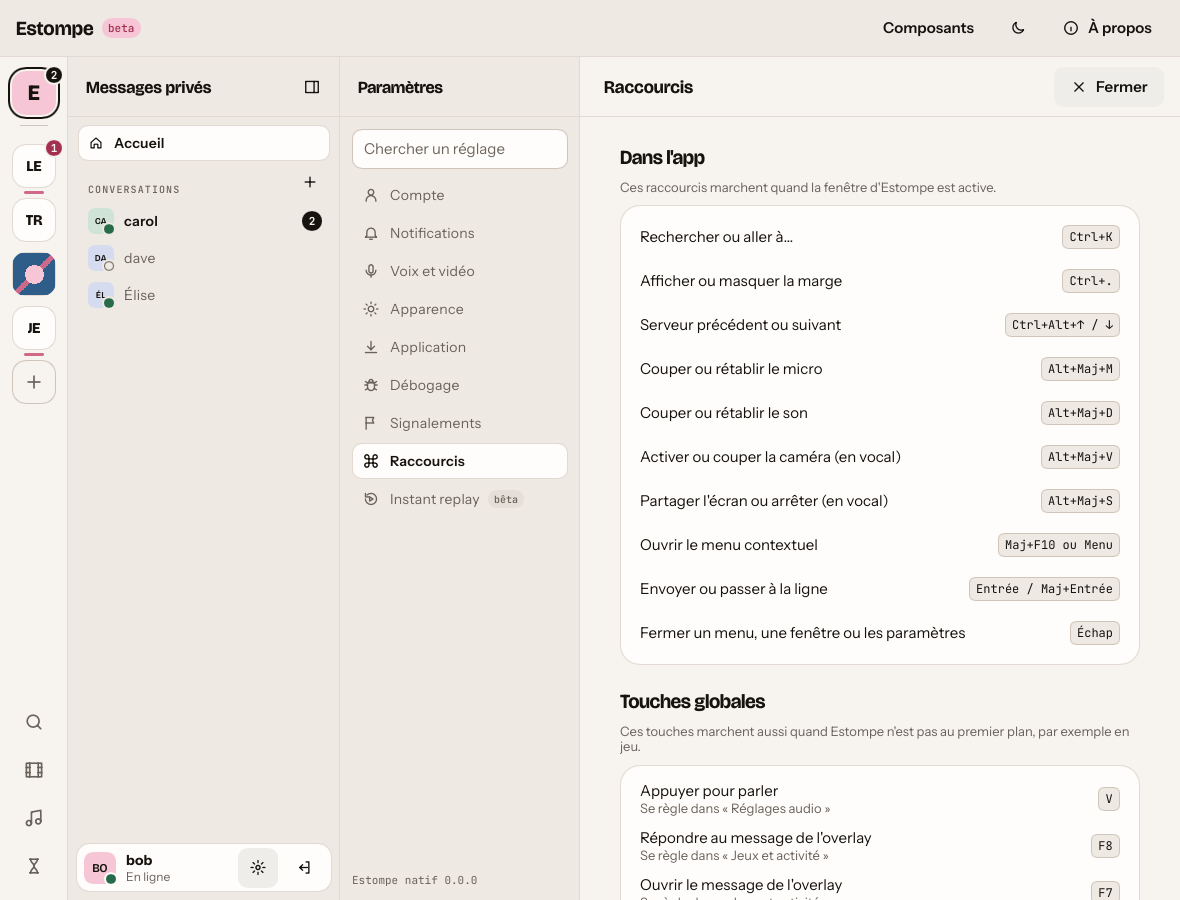 Estompe beta
Composants
À propos
E
2
LE
1
TR
JE
Messages privés
Accueil
CONVERSATIONS
CA
carol
2
DA
dave
ÉL
Élise
BO
bob
En ligne
Paramètres
Chercher un réglage
Compte
Notifications
Voix et vidéo
Apparence
Application
Débogage
Signalements
Raccourcis
Instant replay bêta
Estompe natif 0.0.0
Raccourcis
Fermer
Dans l'app
Ces raccourcis marchent quand la fenêtre d'Estompe est active.
Rechercher ou aller à… Ctrl+K
Afficher ou masquer la marge Ctrl+.
Serveur précédent ou suivant Ctrl+Alt+↑ / ↓
Couper ou rétablir le micro Alt+Maj+M
Couper ou rétablir le son Alt+Maj+D
Activer ou couper la caméra (en vocal) Alt+Maj+V
Partager l'écran ou arrêter (en vocal) Alt+Maj+S
Ouvrir le menu contextuel Maj+F10 ou Menu
Envoyer ou passer à la ligne Entrée / Maj+Entrée
Fermer un menu, une fenêtre ou les paramètres Échap
Touches globales
Ces touches marchent aussi quand Estompe n'est pas au premier plan, par exemple en
jeu.
Appuyer pour parler V
Se règle dans « Réglages audio »
Répondre au message de l'overlay F8
Se règle dans « Jeux et activité »
Ouvrir le message de l'overlay F7